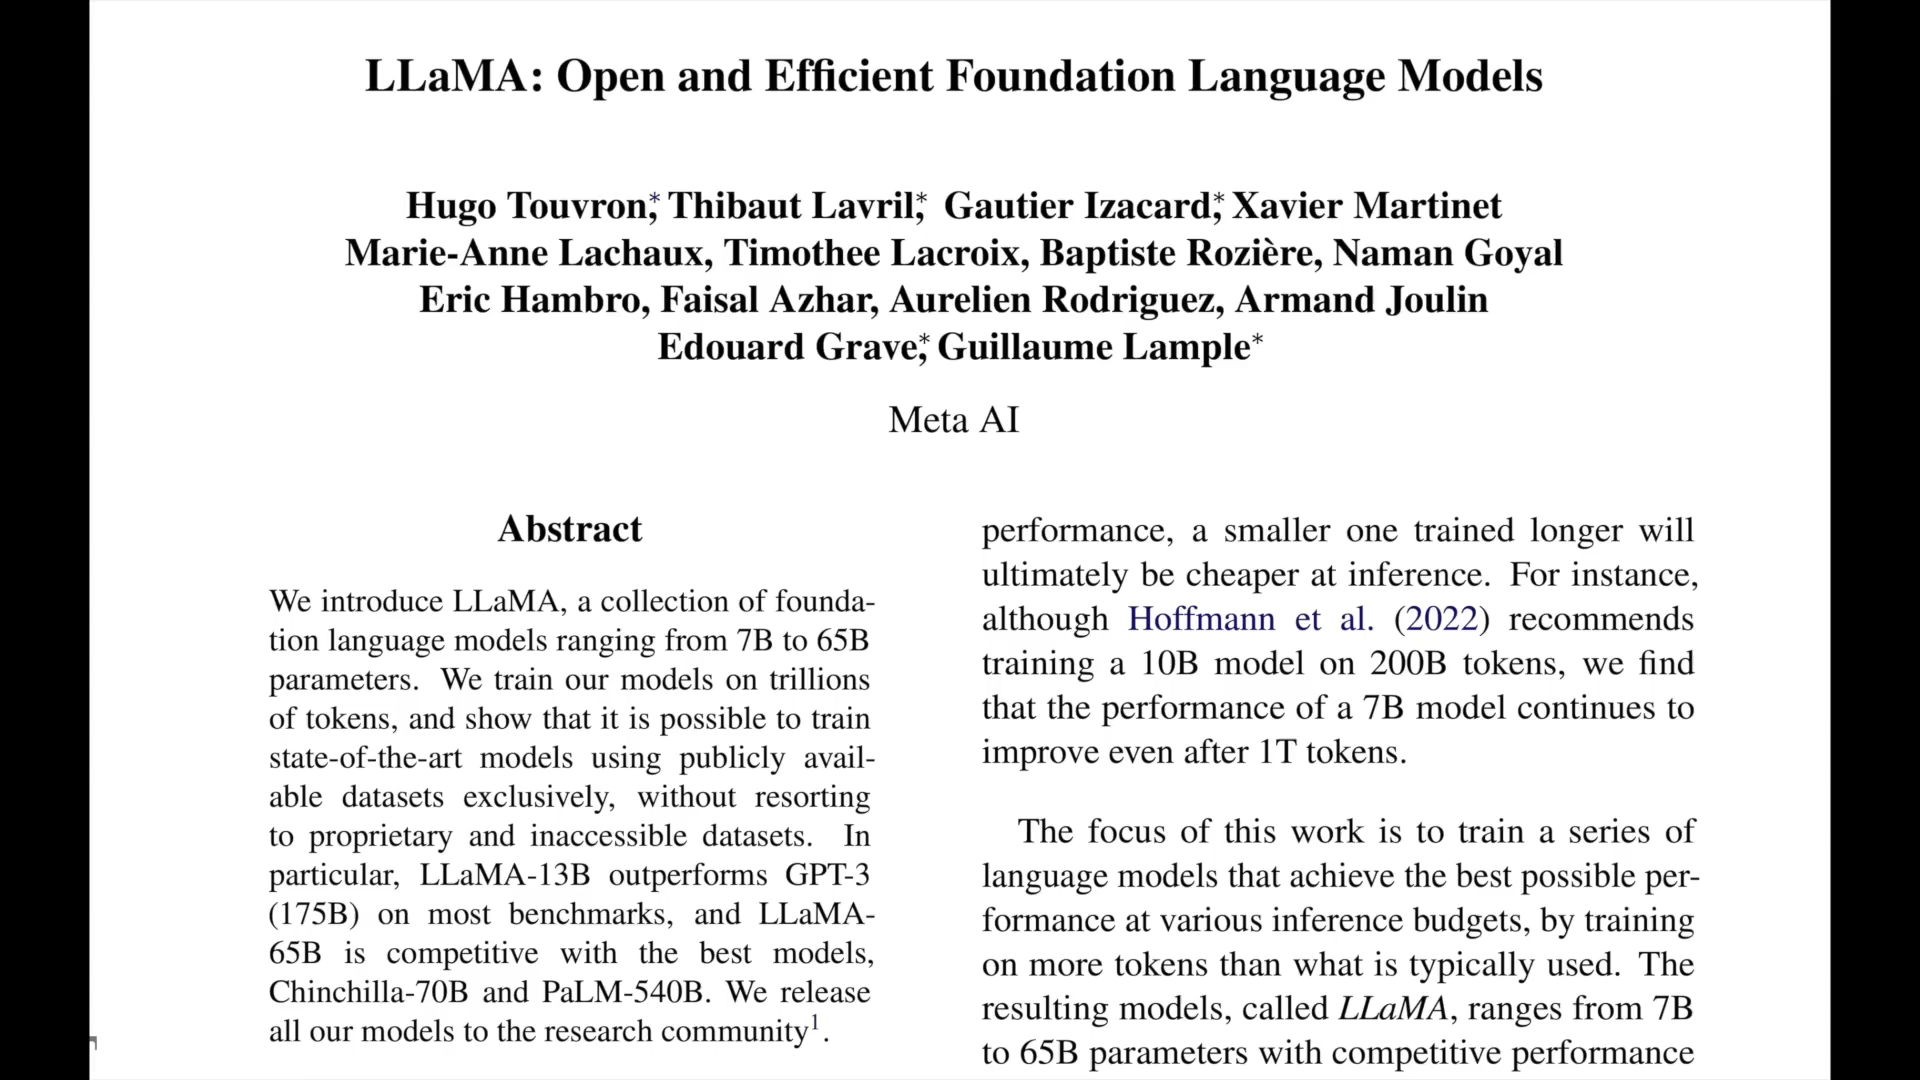 LLaMA: Open and Efficient Foundation Language Models
Hugo Touvron,* Thibaut Lavril,* Gautier Izacard,* Xavier Martinet
Marie-Anne Lachaux, Timothee Lacroix, Baptiste Rozière, Naman Goyal
Eric Hambro, Faisal Azhar, Aurelien Rodriguez, Armand Joulin
Edouard Grave,* Guillaume Lample*
Meta AI
Abstract
We introduce LLaMA, a collection of founda-
tion language models ranging from 7B to 65B
parameters. We train our models on trillions
of tokens, and show that it is possible to train
state-of-the-art models using publicly avail-
able datasets exclusively, without resorting
to proprietary and inaccessible datasets. In
particular, LLaMA-13B outperforms GPT-3
(175B) on most benchmarks, and LLaMA-
65B is competitive with the best models,
Chinchilla-70B and PaLM-540B. We release
all our models to the research community¹.
performance, a smaller one trained longer will
ultimately be cheaper at inference. For instance,
although Hoffmann et al. (2022) recommends
training a 10B model on 200B tokens, we find
that the performance of a 7B model continues to
improve even after 1T tokens.
The focus of this work is to train a series of
language models that achieve the best possible per-
formance at various inference budgets, by training
on more tokens than what is typically used. The
resulting models, called LLaMA, ranges from 7B
to 65B parameters with competitive performance